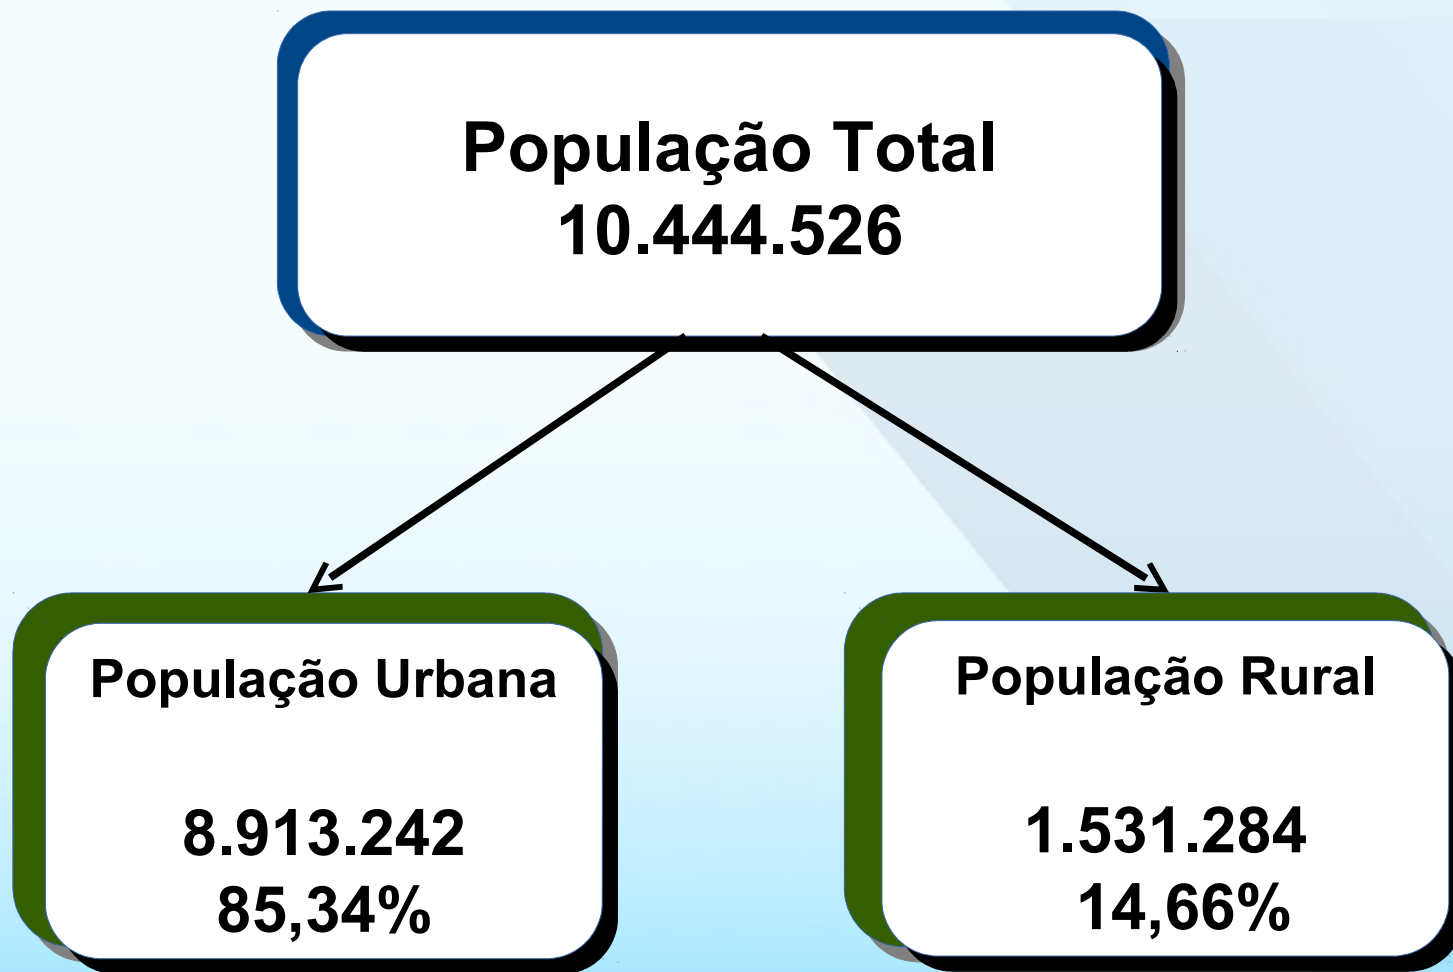 População Total
10.444.526
População Urbana
8.913.242
85,34%
População Rural
1.531.284
14,66%